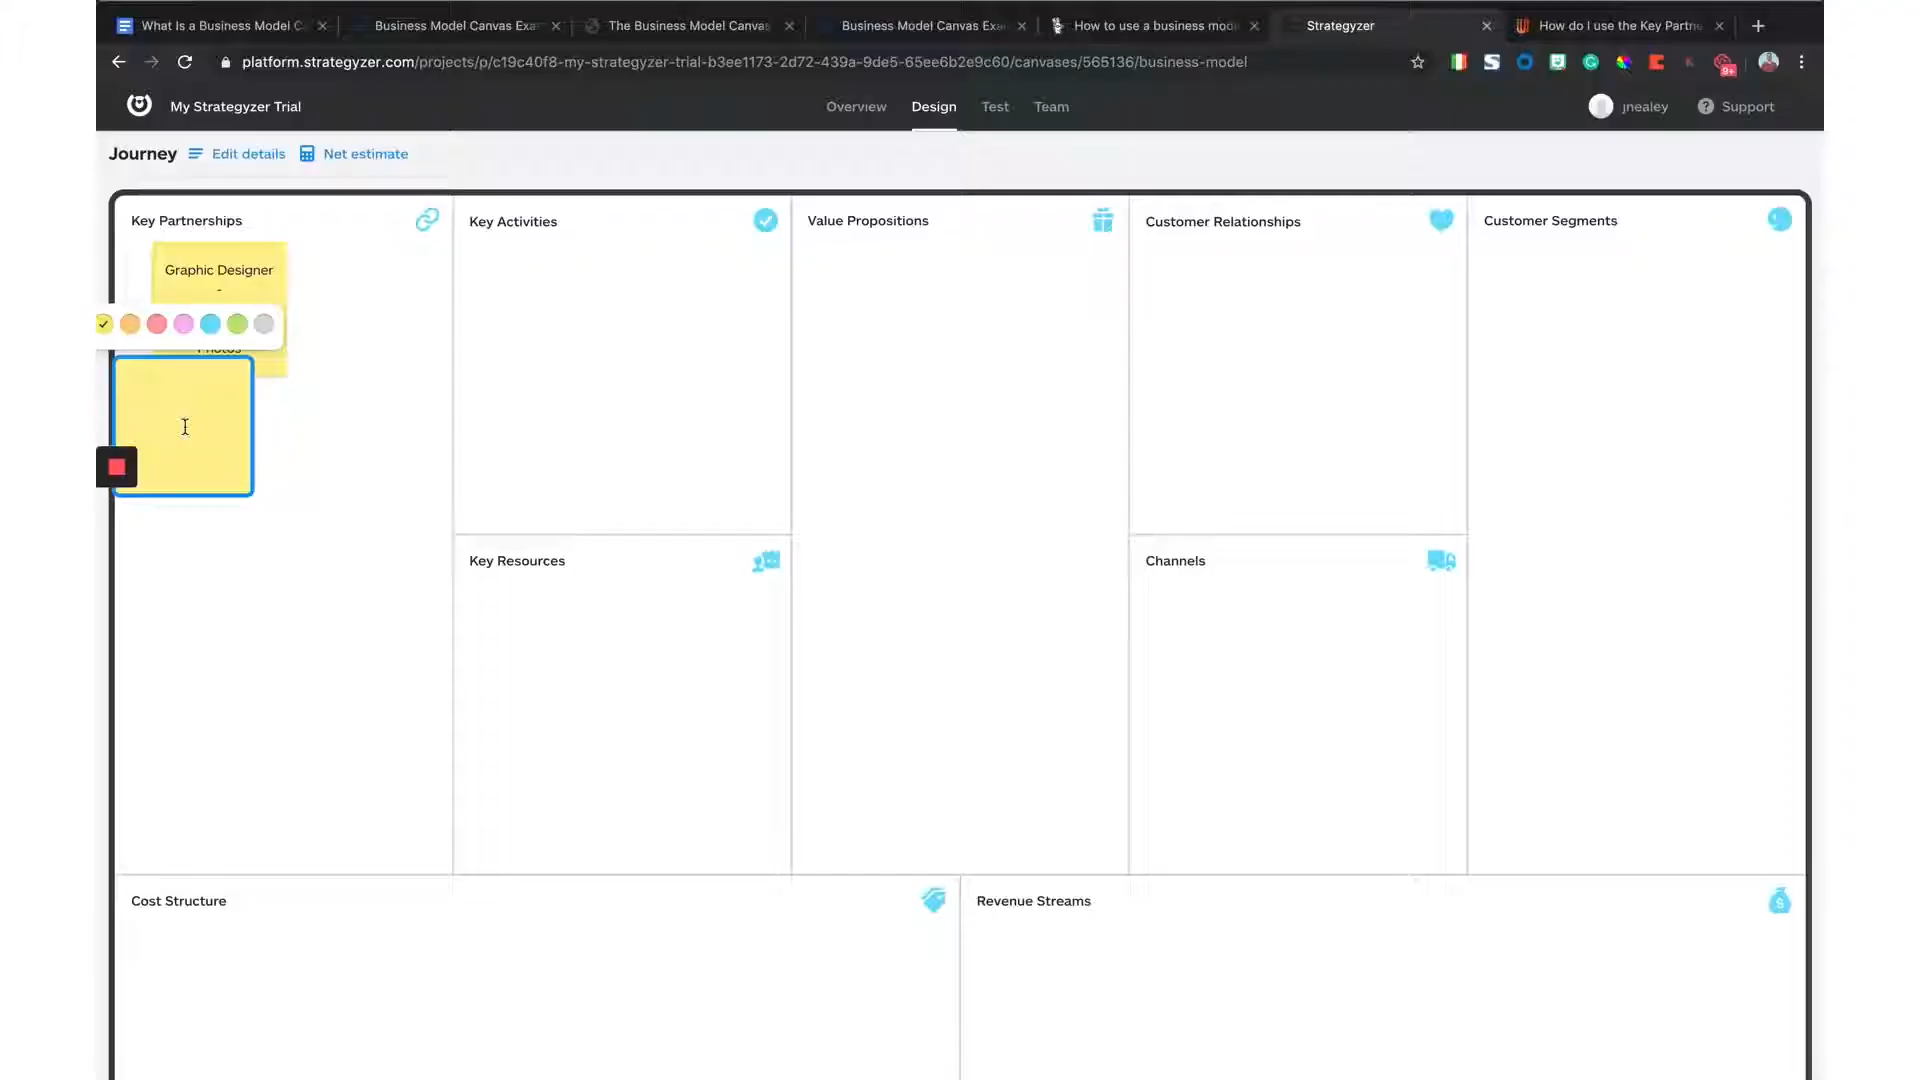 What Is a Business Model C
Business Model Canvas Exa
The Business Model Canvas
Business Model Canvas Exa
How to use a business mod
Strategyzer
How do I use the Key Partne
platform.strategyzer.com/projects/p/c19c40f8-my-strategyzer-trial-b3ee1173-2d72-439a-9de5-65ee6b2e9c60/canvases/565136/business-model
9+
My Strategyzer Trial
Overview
Design
Test
Team
jnealey
Support
Journey
Edit details
Net estimate
Key Partnerships
Key Activities
Value Propositions
Customer Relationships
Customer Segments
Graphic Designer
-
Photos
Key Resources
Channels
Cost Structure
Revenue Streams